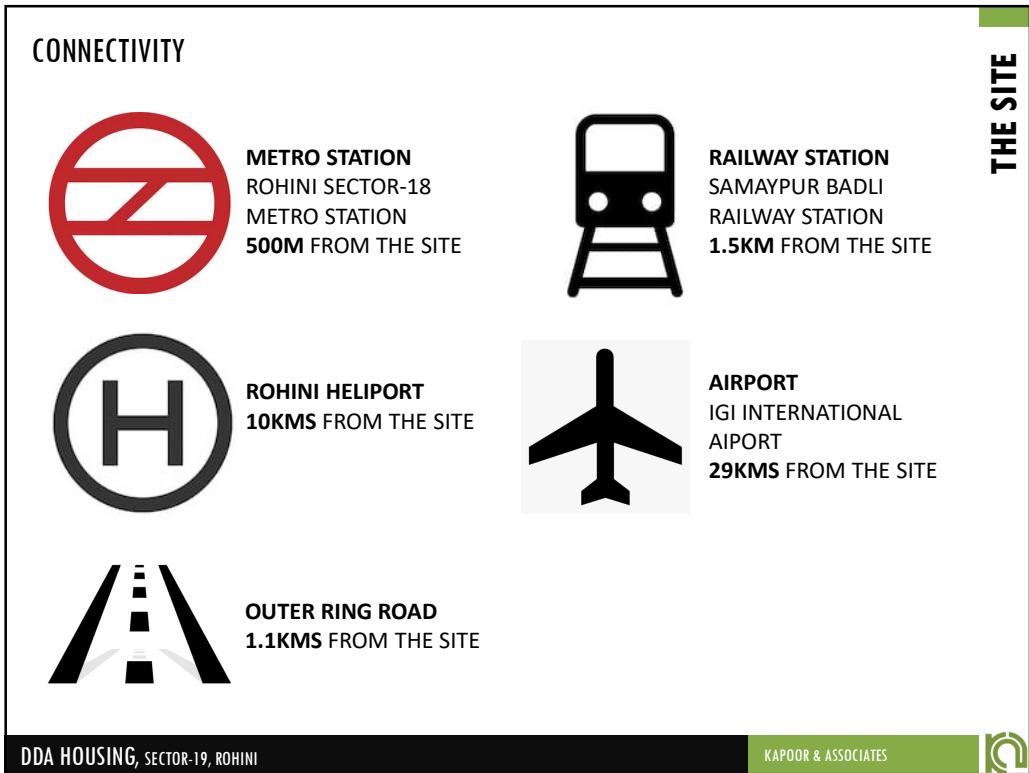 CONNECTIVITY
THE SITE
METRO STATION
ROHINI SECTOR-18
METRO STATION
500M FROM THE SITE
RAILWAY STATION
SAMAYPUR BADLI
RAILWAY STATION
1.5KM FROM THE SITE
H
ROHINI HELIPORT
10KMS FROM THE SITE
AIRPORT
IGI INTERNATIONAL
AIPORT
29KMS FROM THE SITE
OUTER RING ROAD
1.1KMS FROM THE SITE
DDA HOUSING, SECTOR-19, ROHINI
KAPOOR & ASSOCIATES